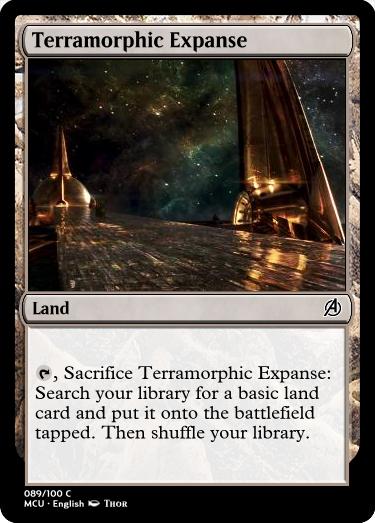 Terramorphic Expanse
Land
, Sacrifice Terramorphic Expanse:
Search your library for a basic land
card and put it onto the battlefield
tapped. Then shuffle your library.
089/100 C
MCU • English Thor